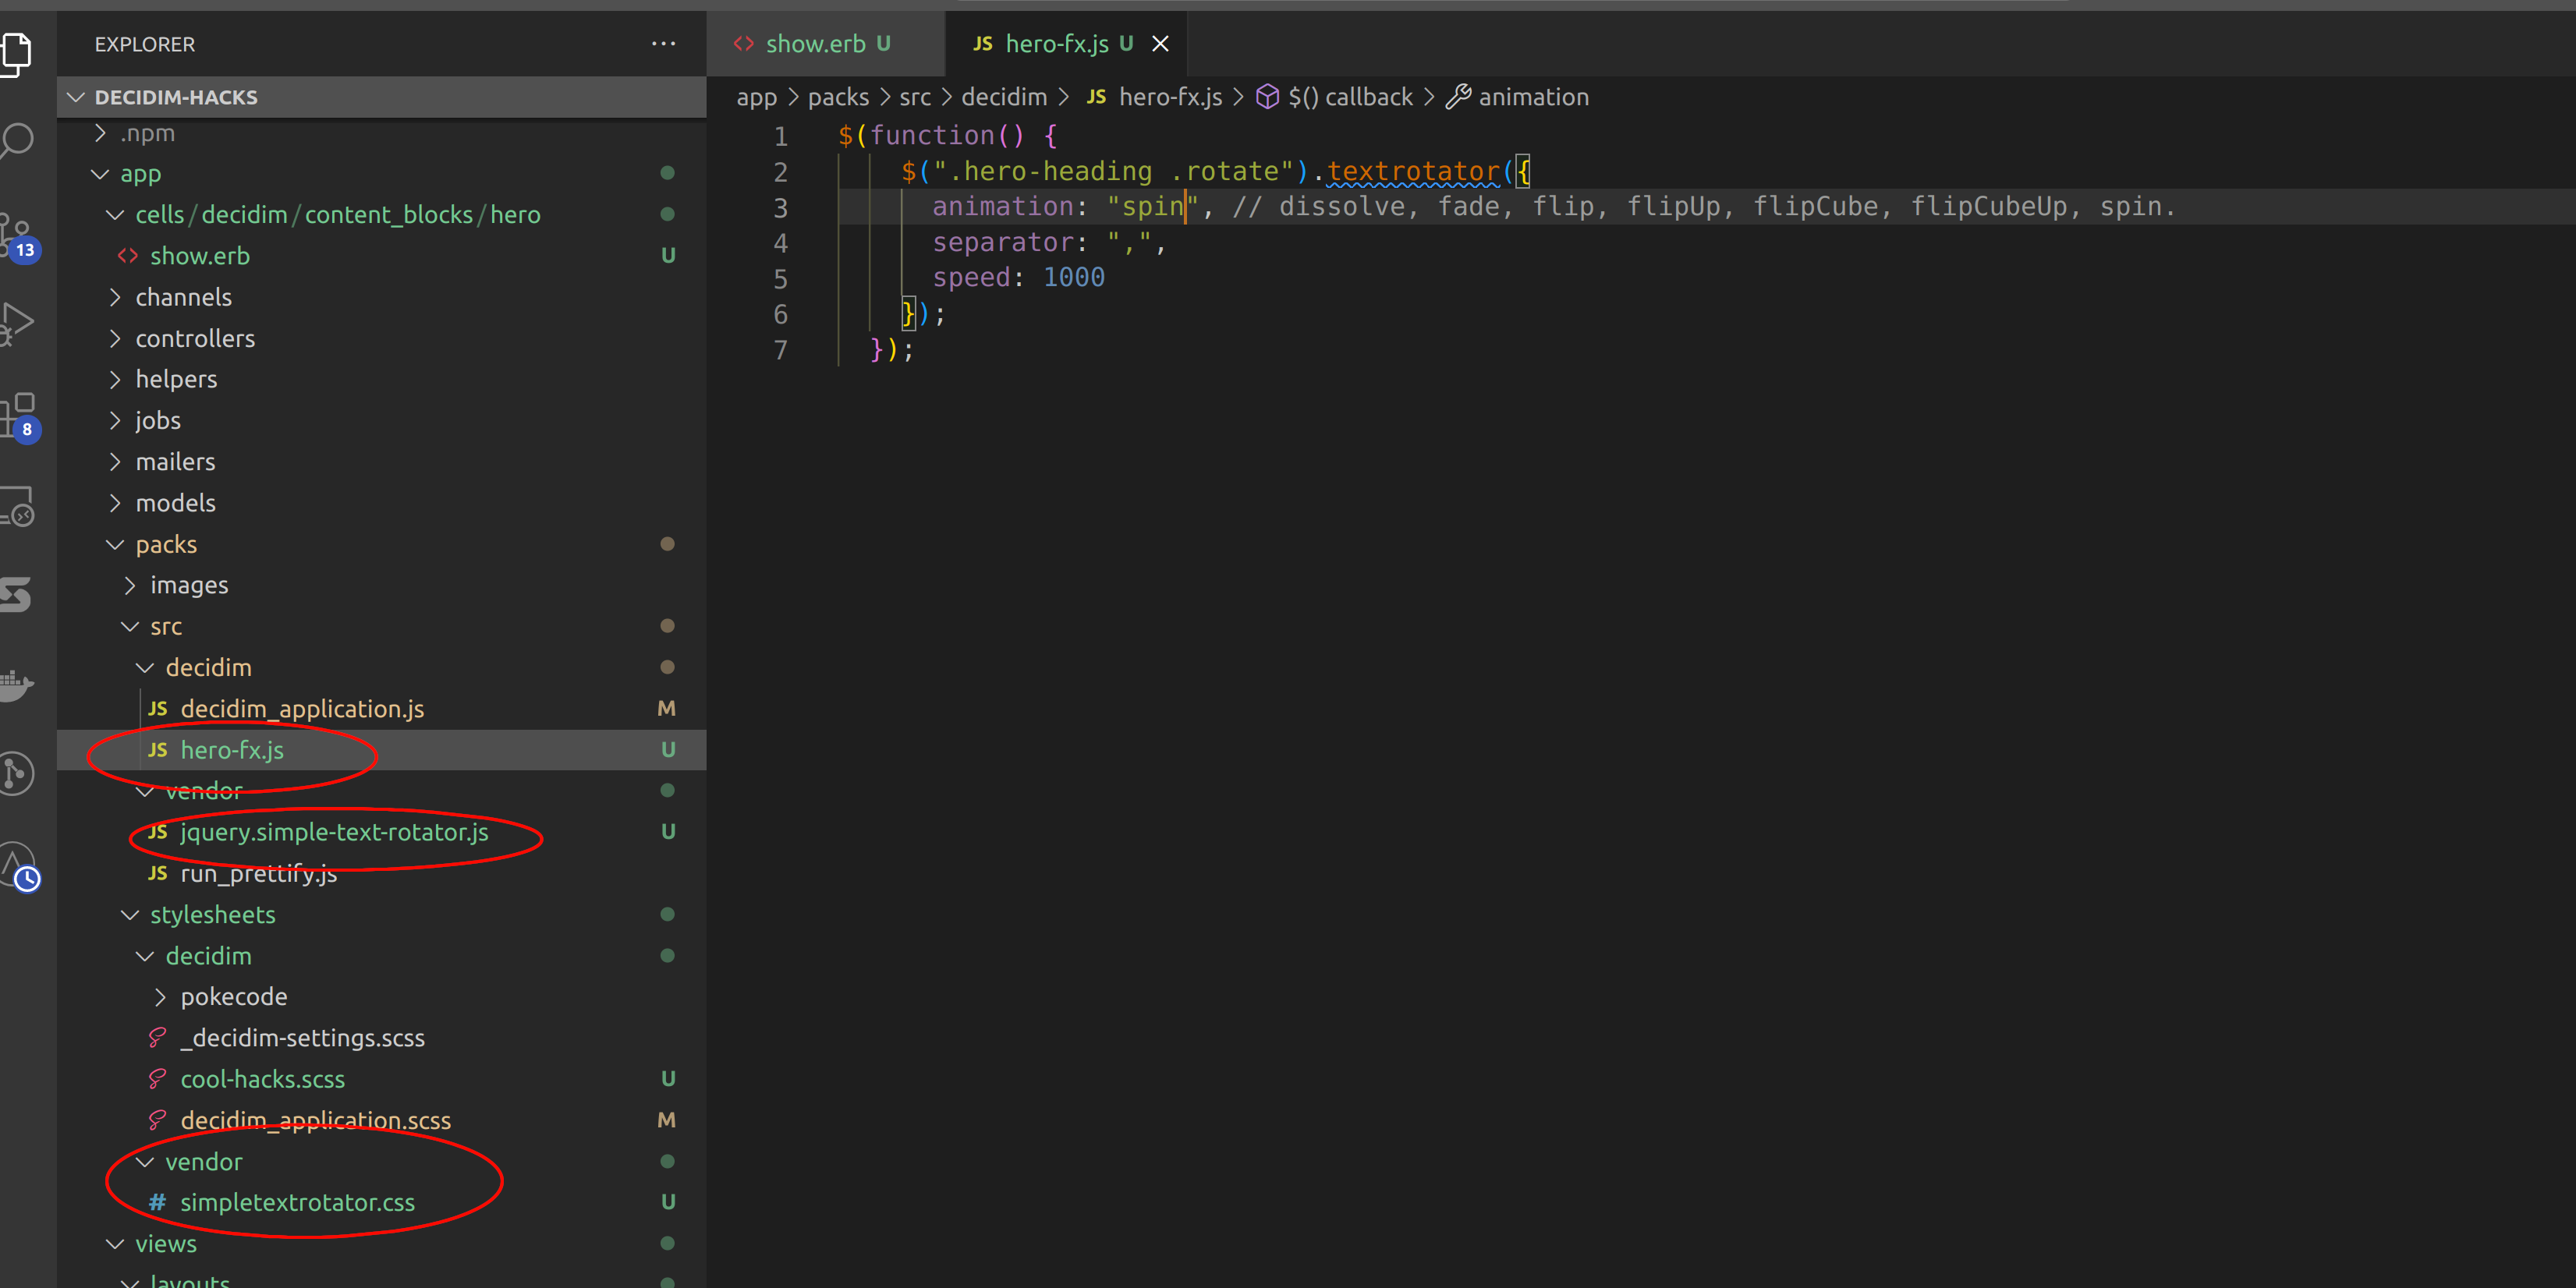 EXPLORER
DECIDIM-HACKS
.npm
app
cells/decidim/content_blocks/hero
show.erb U
channels
controllers
helpers
jobs
mailers
models
packs
images
src
decidim
JS decidim_application.js M
JS hero-fx.js U
vendor
JS jquery.simple-text-rotator.js U
JS run_prettify.js
stylesheets
decidim
pokecode
_decidim-settings.scss
cool-hacks.scss U
decidim_application.scss M
vendor
# simpletextrotator.css U
views
layouts
13
8
show.erb U
JS hero-fx.js U
app > packs > src > decidim > JS hero-fx.js > $() callback > animation
1 $(function() {
2 $(".hero-heading .rotate").textrotator({
3 animation: "spin", // dissolve, fade, flip, flipUp, flipCube, flipCubeUp, spin.
4 separator: ",",
5 speed: 1000
6 });
7 });